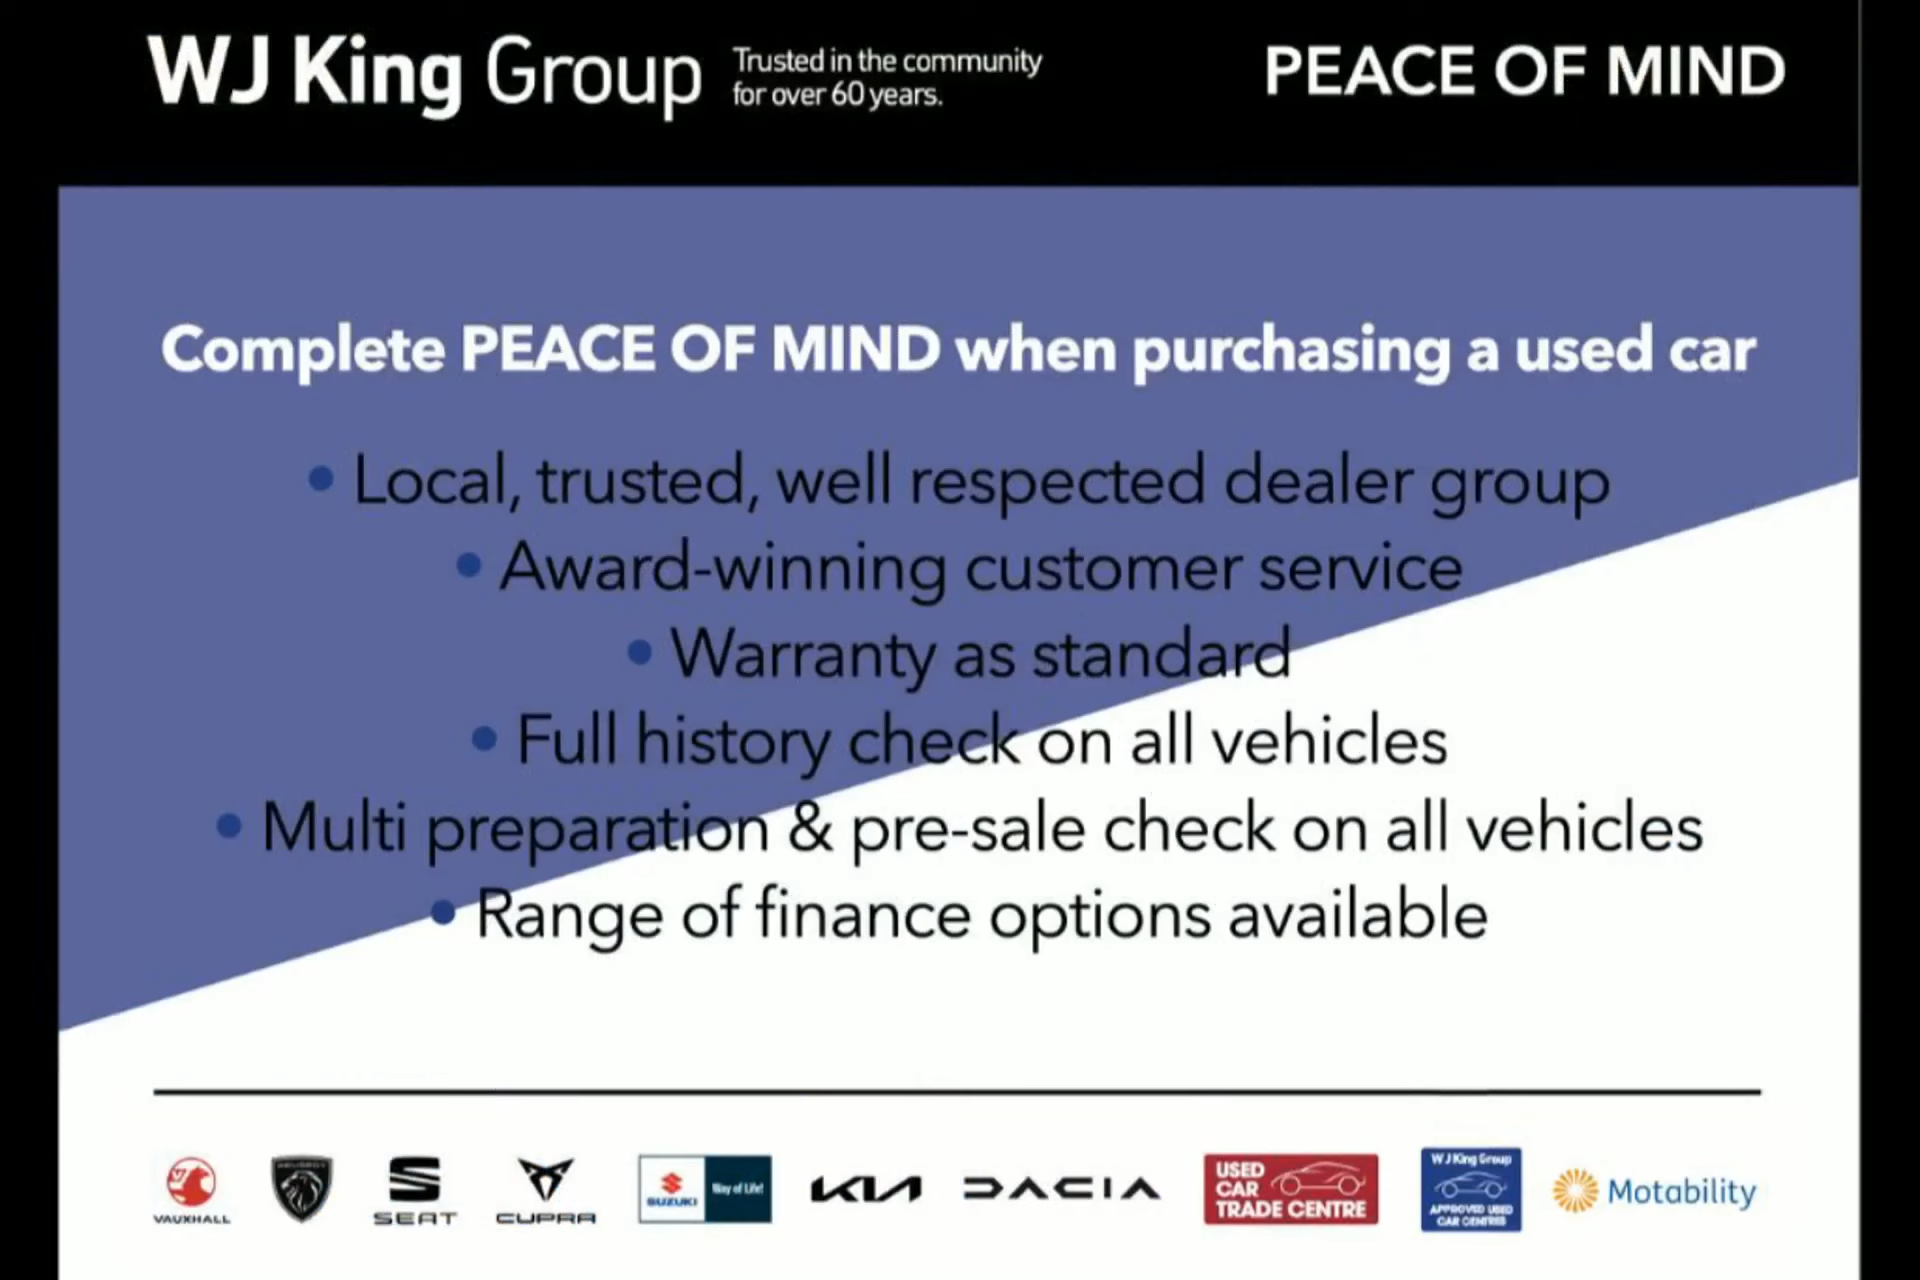 WJ King Group
Trusted in the community
for over 60 years.
PEACE OF MIND
Complete PEACE OF MIND when purchasing a used car
• Local, trusted, well respected dealer group
• Award-winning customer service
• Warranty as standard
• Full history check on all vehicles
• Multi preparation & pre-sale check on all vehicles
• Range of finance options available
VAUXHALL
PEUGEOT
SEAT
CUPRA
SUZUKI
Way of Life!
KIA
DACIA
USED
CAR
TRADE CENTRE
WJ King Group
APPROVED USED
CAR CENTRES
Motability